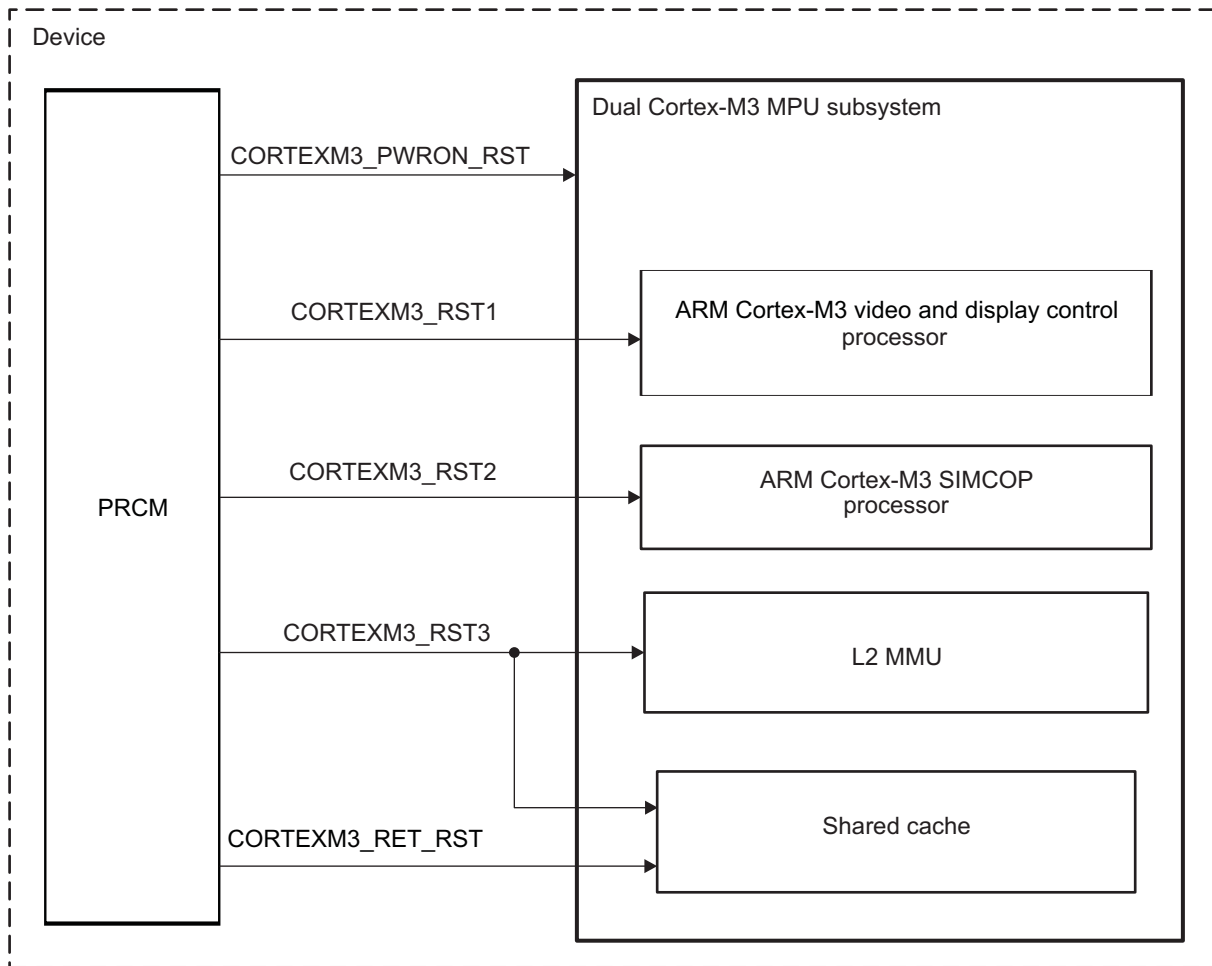 Device
Dual Cortex-M3 MPU subsystem
CORTEXM3_PWRON_RST
CORTEXM3_RST1
ARM Cortex-M3 video and display control
processor
CORTEXM3_RST2
ARM Cortex-M3 SIMCOP
processor
PRCM
CORTEXM3_RST3
L2 MMU
Shared cache
CORTEXM3_RET_RST